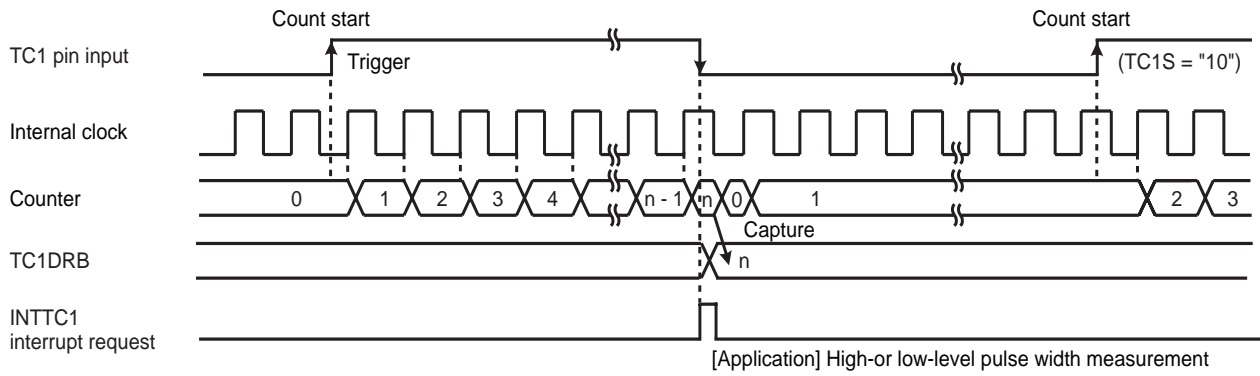 Count start
Count start
TC1 pin input
Trigger
(TC1S = "10")
Internal clock
Counter
0 1 2 3 4 n - 1 n 0 1 2 3
Capture
TC1DRB
n
INTTC1
interrupt request
[Application] High-or low-level pulse width measurement